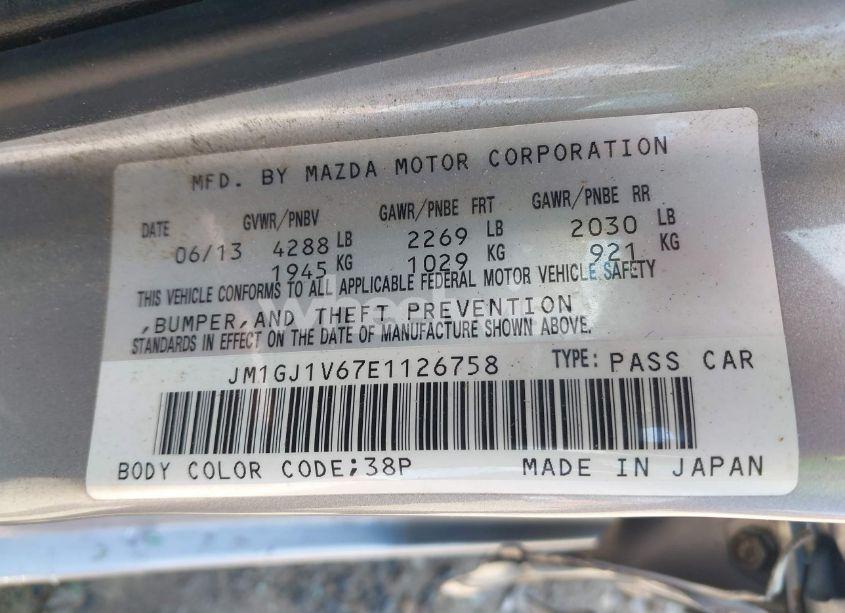 MFD. BY MAZDA MOTOR CORPORATION
DATE GVWR/PNBV GAWR/PNBE FRT GAWR/PNBE RR
06/13 4288 LB 2269 LB 2030 LB
1945 KG 1029 KG 921 KG
THIS VEHICLE CONFORMS TO ALL APPLICABLE FEDERAL MOTOR VEHICLE SAFETY
,BUMPER,AND THEFT PREVENTION
STANDARDS IN EFFECT ON THE DATE OF MANUFACTURE SHOWN ABOVE.
JM1GJ1V67E1126758 TYPE: PASS CAR
BODY COLOR CODE;38P MADE IN JAPAN